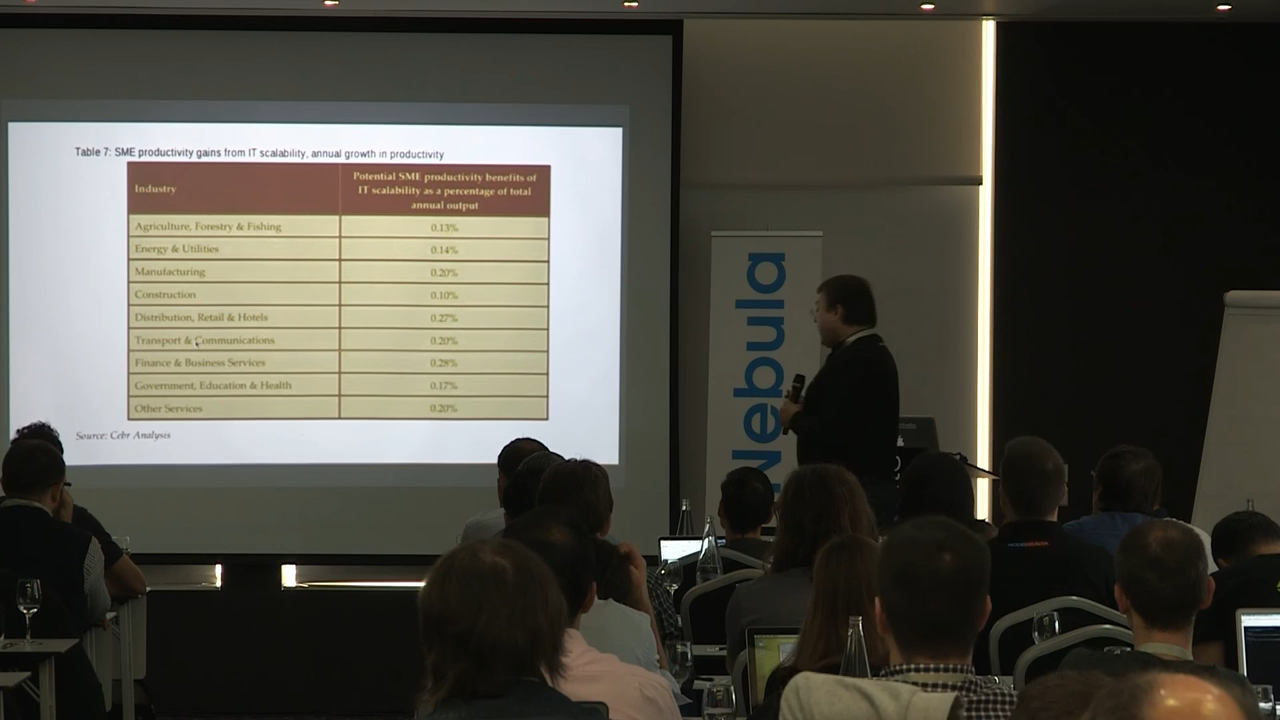 Table 7: SME productivity gains from IT scalability, annual growth in productivity
Industry
Potential SME productivity benefits of
IT scalability as a percentage of total
annual output
Agriculture, Forestry & Fishing 0.13%
Energy & Utilities 0.14%
Manufacturing 0.20%
Construction 0.10%
Distribution, Retail & Hotels 0.27%
Transport & Communications 0.20%
Finance & Business Services 0.28%
Government, Education & Health 0.17%
Other Services 0.20%
Source: Cebr Analysis
Nebula